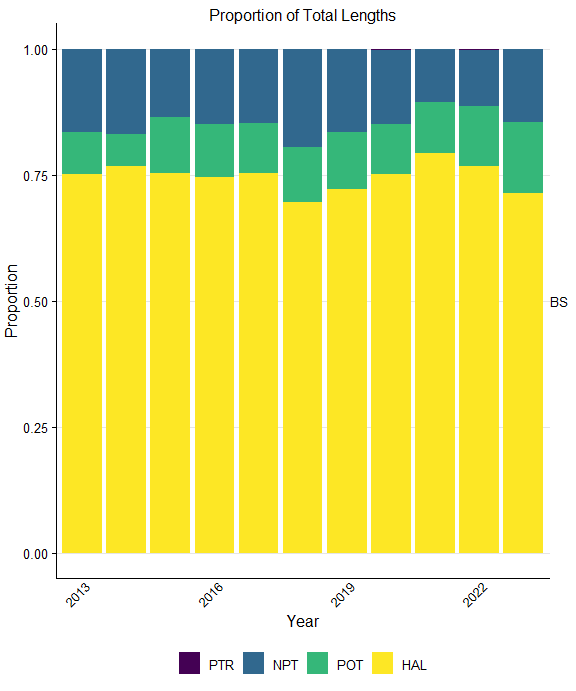 Proportion of Total Lengths
1.00
0.75
0.50
0.25
0.00
Proportion
BS
2013 2016 2019 2022
Year
PTR NPT POT HAL